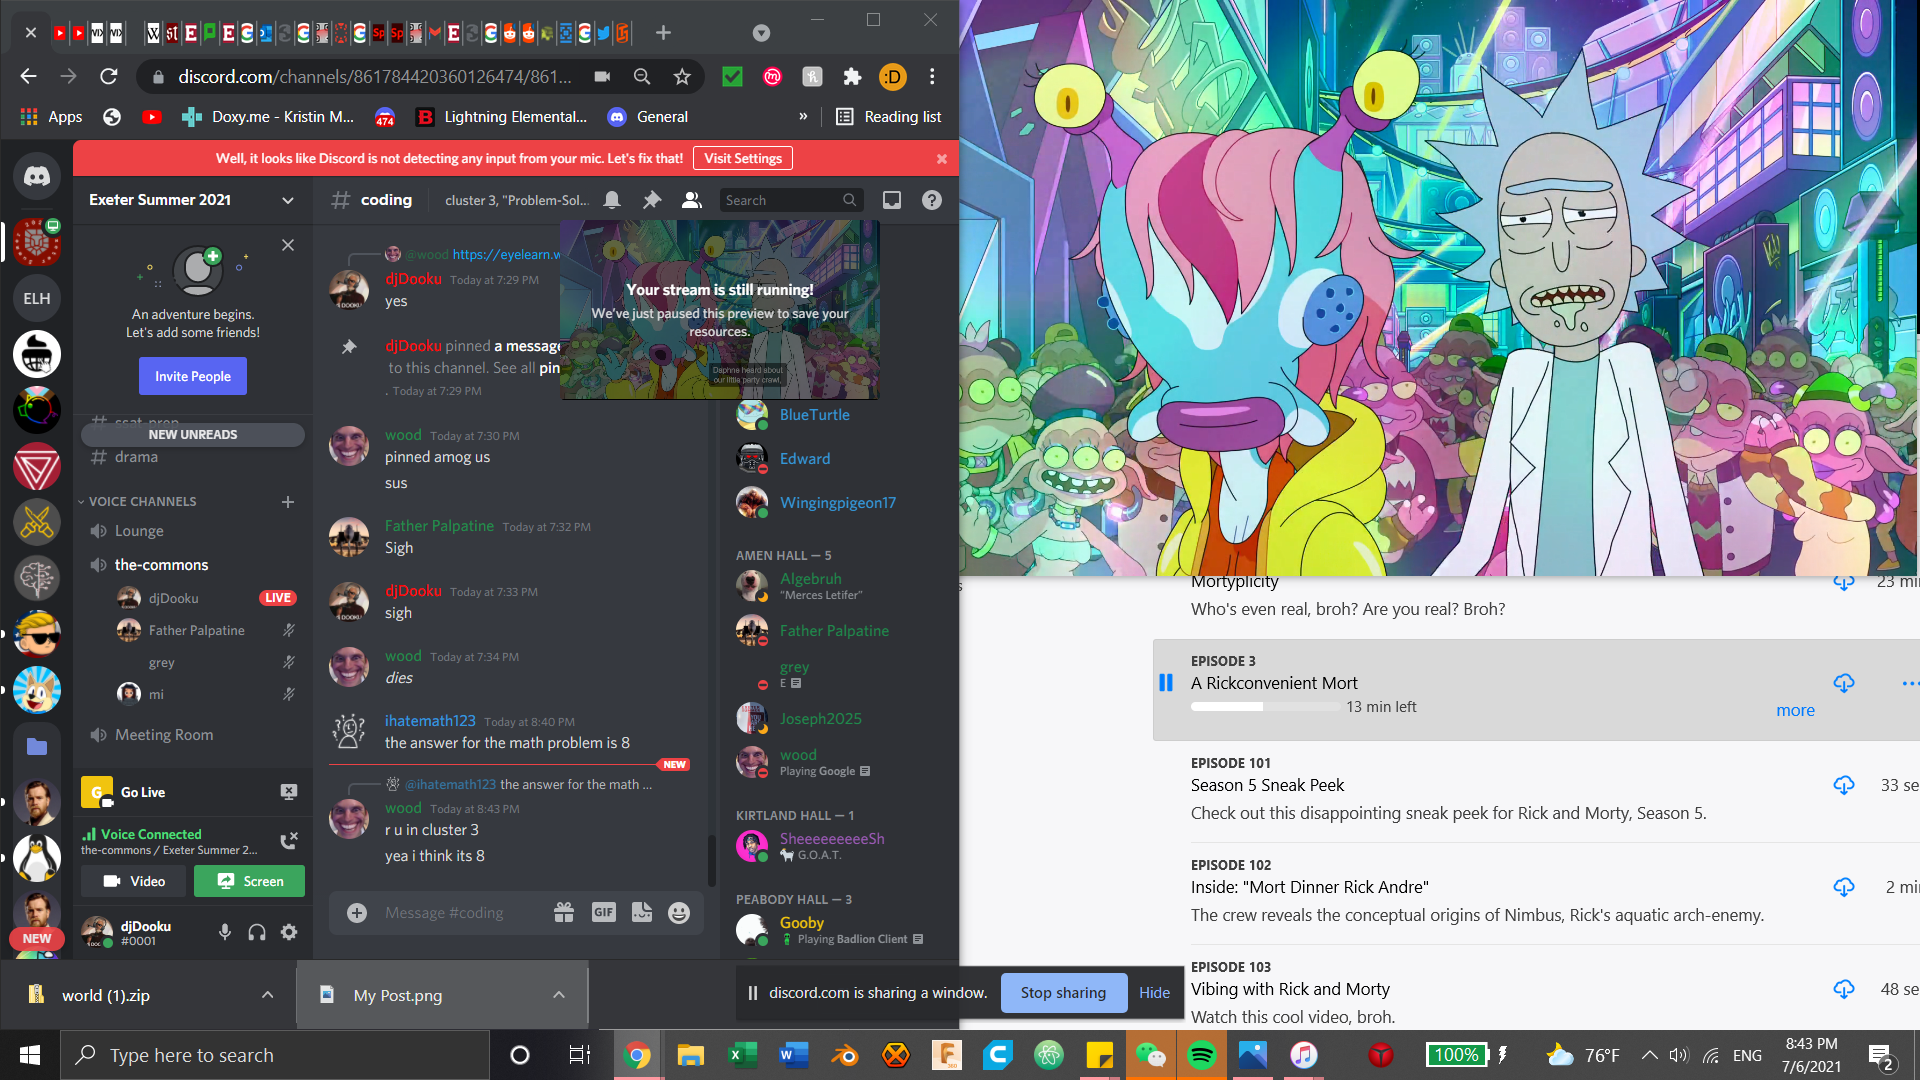 discord.com/channels/861784420360126474/861...
:D
Apps
Doxy.me - Kristin M...
474
Lightning Elemental...
General
»
Reading list
Well, it looks like Discord is not detecting any input from your mic. Let's fix that!
Visit Settings
Exeter Summer 2021
# coding
cluster 3, "Problem-Sol...
Search
ELH
An adventure begins.
Let's add some friends!
Invite People
NEW UNREADS
# drama
VOICE CHANNELS
Lounge
the-commons
djDooku
LIVE
Father Palpatine
grey
mi
Meeting Room
Go Live
Voice Connected
the-commons / Exeter Summer 2...
Video
Screen
djDooku
#0001
NEW
@wood https://eyelearn.w
djDooku Today at 7:29 PM
yes
djDooku pinned a message
to this channel. See all pin
. Today at 7:29 PM
wood Today at 7:30 PM
pinned amog us
sus
Father Palpatine Today at 7:32 PM
Sigh
djDooku Today at 7:33 PM
sigh
wood Today at 7:34 PM
dies
ihatemath123 Today at 8:40 PM
the answer for the math problem is 8
NEW
@ihatemath123 the answer for the math ...
wood Today at 8:43 PM
r u in cluster 3
yea i think its 8
Message #coding
GIF
Your stream is still running!
We've just paused this preview to save your
resources.
Daphne heard about
our little party crawl,
BlueTurtle
Edward
Wingingpigeon17
AMEN HALL — 5
Algebruh
"Merces Letifer"
Father Palpatine
grey
E
Joseph2025
wood
Playing Google
KIRTLAND HALL — 1
SheeeeeeeeeSh
G.O.A.T.
PEABODY HALL — 3
Gooby
Playing Badlion Client
Mortyplicity
23 mi
Who's even real, broh? Are you real? Broh?
EPISODE 3
A Rickconvenient Mort
13 min left
more
EPISODE 101
Season 5 Sneak Peek
33 se
Check out this disappointing sneak peek for Rick and Morty, Season 5.
EPISODE 102
Inside: "Mort Dinner Rick Andre"
2 mi
The crew reveals the conceptual origins of Nimbus, Rick's aquatic arch-enemy.
EPISODE 103
Vibing with Rick and Morty
48 se
Watch this cool video, broh.
world (1).zip
My Post.png
discord.com is sharing a window.
Stop sharing
Hide
Type here to search
100%
76°F
ENG
8:43 PM
7/6/2021
2